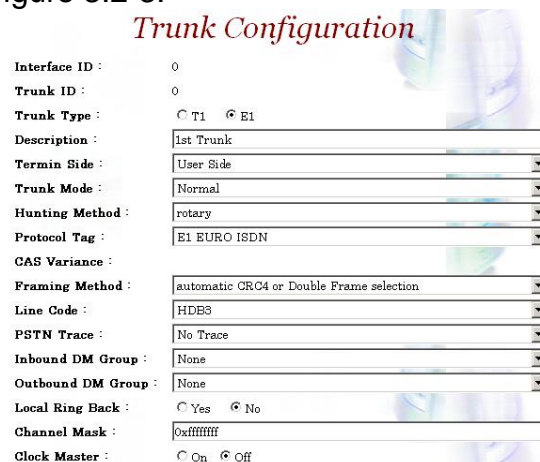 Trunk Configuration
Interface ID : 0
Trunk ID : 0
Trunk Type : T1 E1
Description : 1st Trunk
Termin Side : User Side
Trunk Mode : Normal
Hunting Method : rotary
Protocol Tag : E1 EURO ISDN
CAS Variance :
Framing Method : automatic CRC4 or Double Frame selection
Line Code : HDB3
PSTN Trace : No Trace
Inbound DM Group : None
Outbound DM Group : None
Local Ring Back : Yes No
Channel Mask : 0xffffffff
Clock Master : On Off